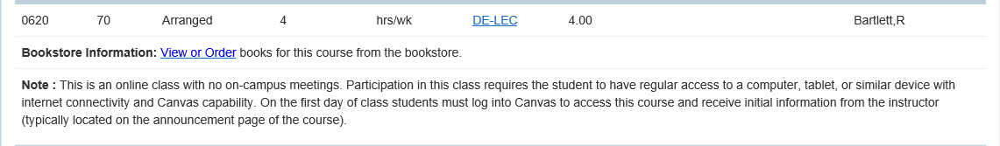 0620 70 Arranged 4 hrs/wk DE-LEC 4.00 Bartlett,R
Bookstore Information: View or Order books for this course from the bookstore.
Note : This is an online class with no on-campus meetings. Participation in this class requires the student to have regular access to a computer, tablet, or similar device with
internet connectivity and Canvas capability. On the first day of class students must log into Canvas to access this course and receive initial information from the instructor
(typically located on the announcement page of the course).